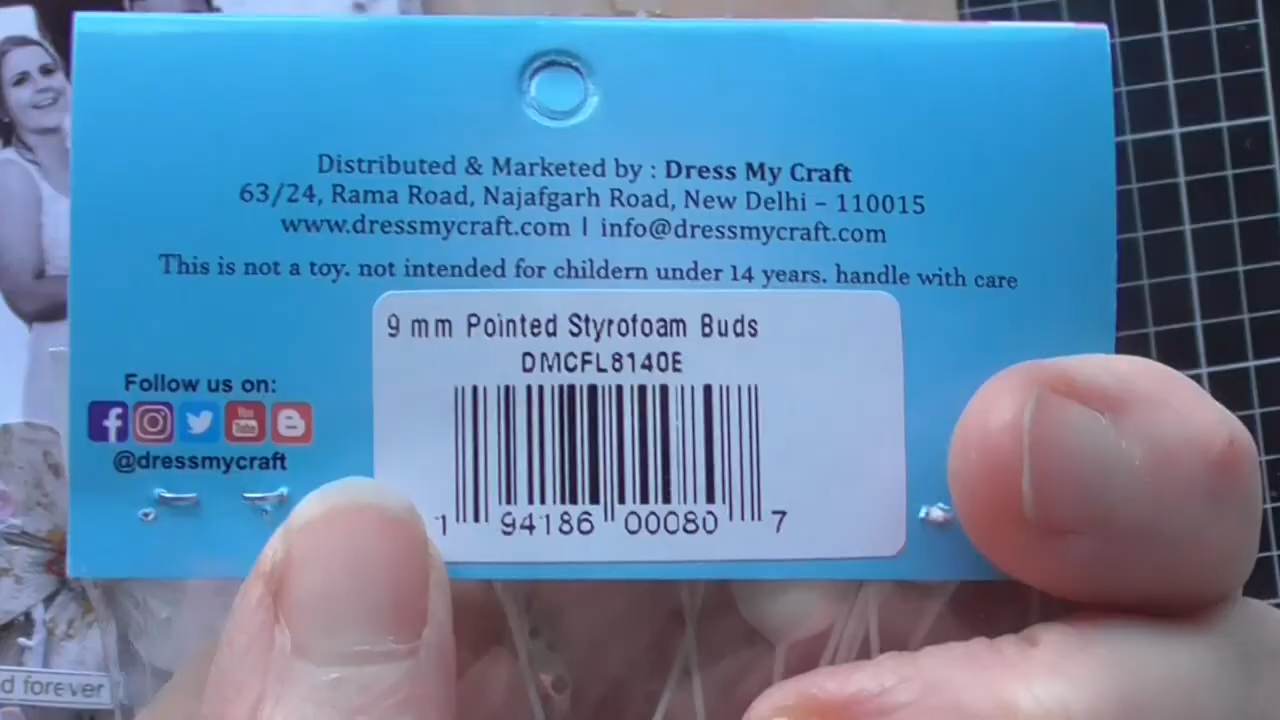 Distributed & Marketed by : Dress My Craft
63/24, Rama Road, Najafgarh Road, New Delhi – 110015
www.dressmycraft.com | info@dressmycraft.com
This is not a toy. not intended for childern under 14 years. handle with care
9 mm Pointed Styrofoam Buds
DMCFL8140E
1 94186 00080 7
Follow us on:
You Tube
@dressmycraft
d forever